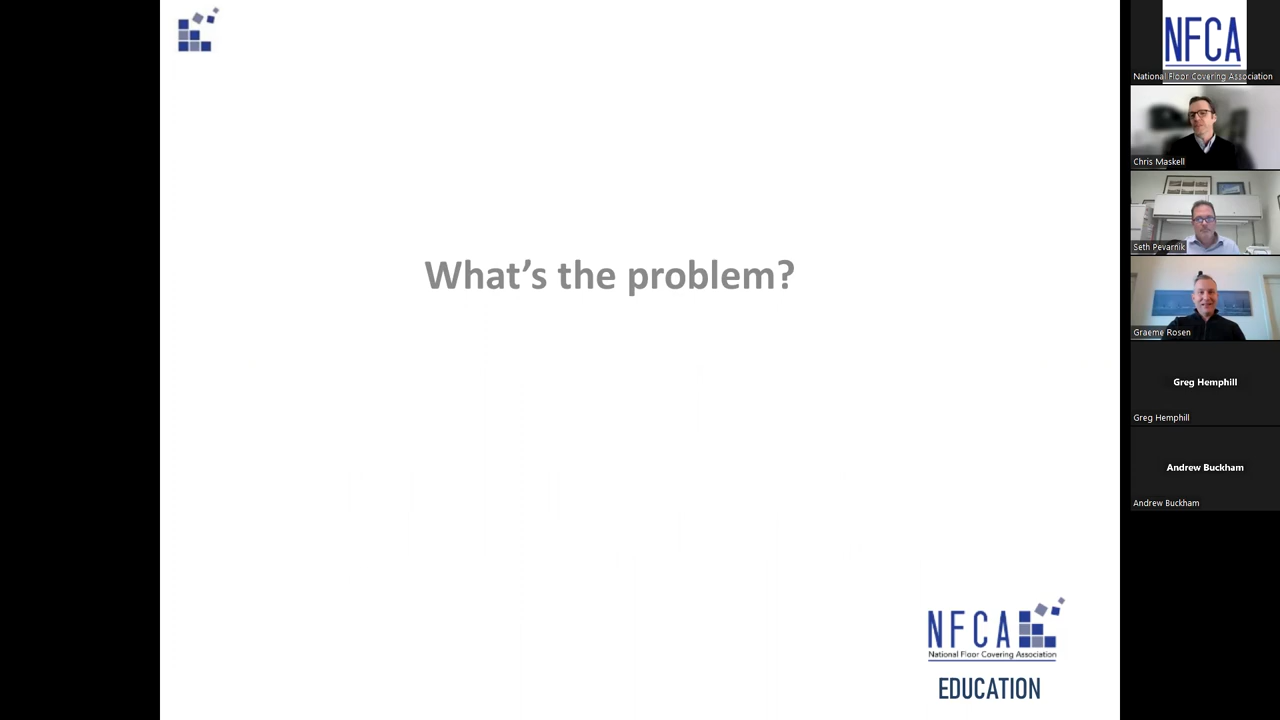 What's the problem?
NFCA
National Floor Covering Association
EDUCATION
NFCA
National Floor Covering Association
Chris Maskell
Seth Pevarnik
Graeme Rosen
Greg Hemphill
Greg Hemphill
Andrew Buckham
Andrew Buckham